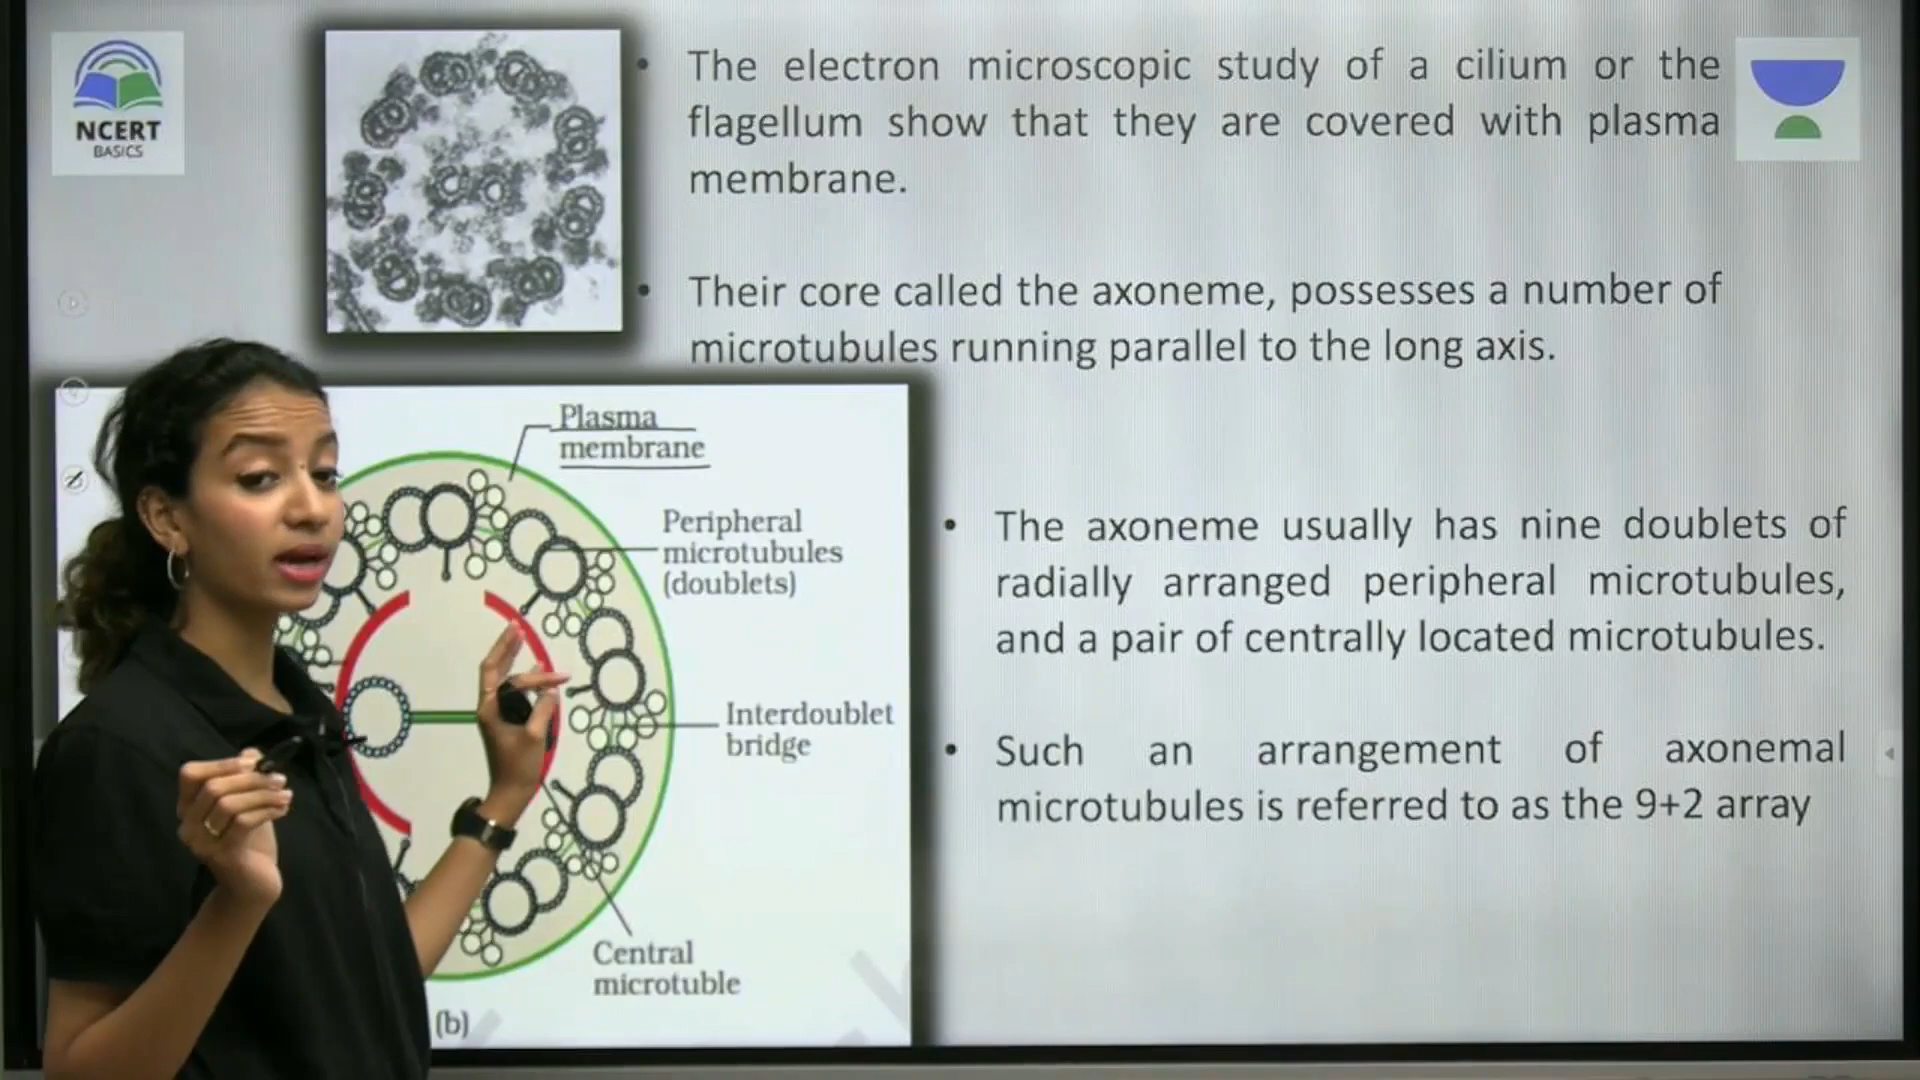 NCERT
BASICS
• The electron microscopic study of a cilium or the
flagellum show that they are covered with plasma
membrane.
• Their core called the axoneme, possesses a number of
microtubules running parallel to the long axis.
Plasma
membrane
Peripheral
microtubules
(doublets)
Interdoublet
bridge
Central
microtuble
(b)
• The axoneme usually has nine doublets of
radially arranged peripheral microtubules,
and a pair of centrally located microtubules.
• Such an arrangement of axonemal
microtubules is referred to as the 9+2 array